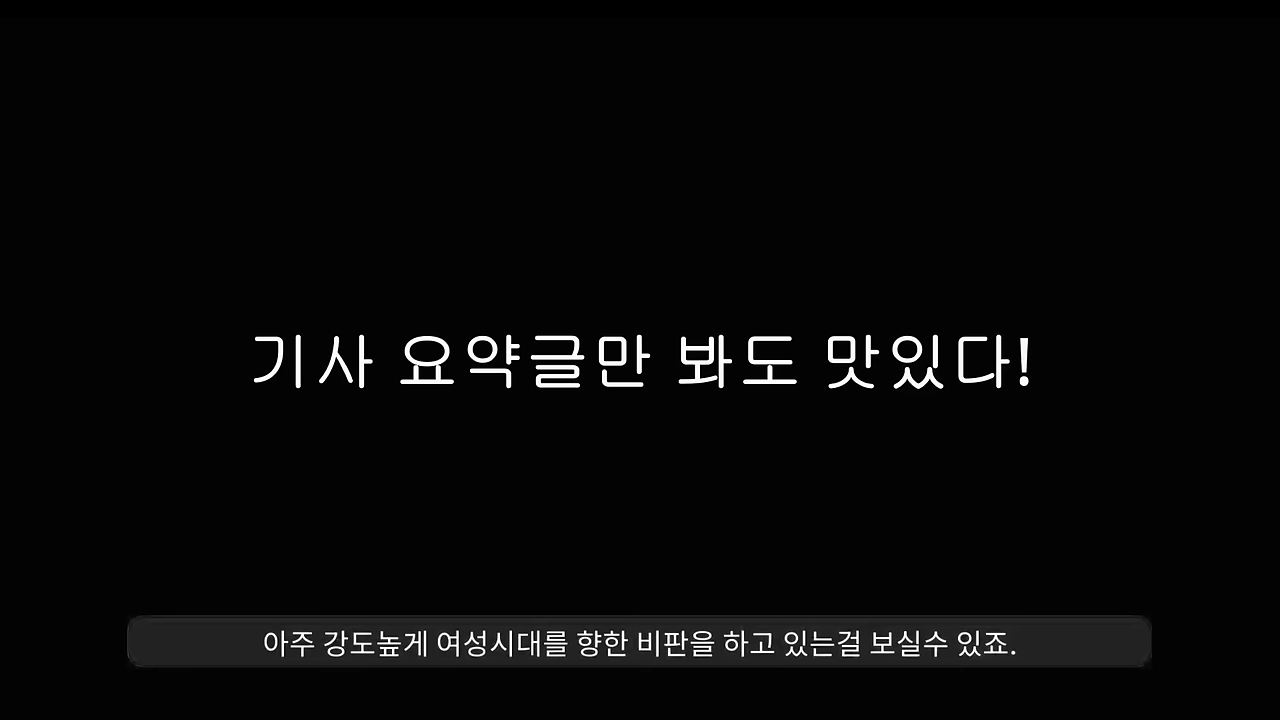 기사 요약글만 봐도 맛있다!
아주 강도높게 여성시대를 향한 비판을 하고 있는걸 보실수 있죠.